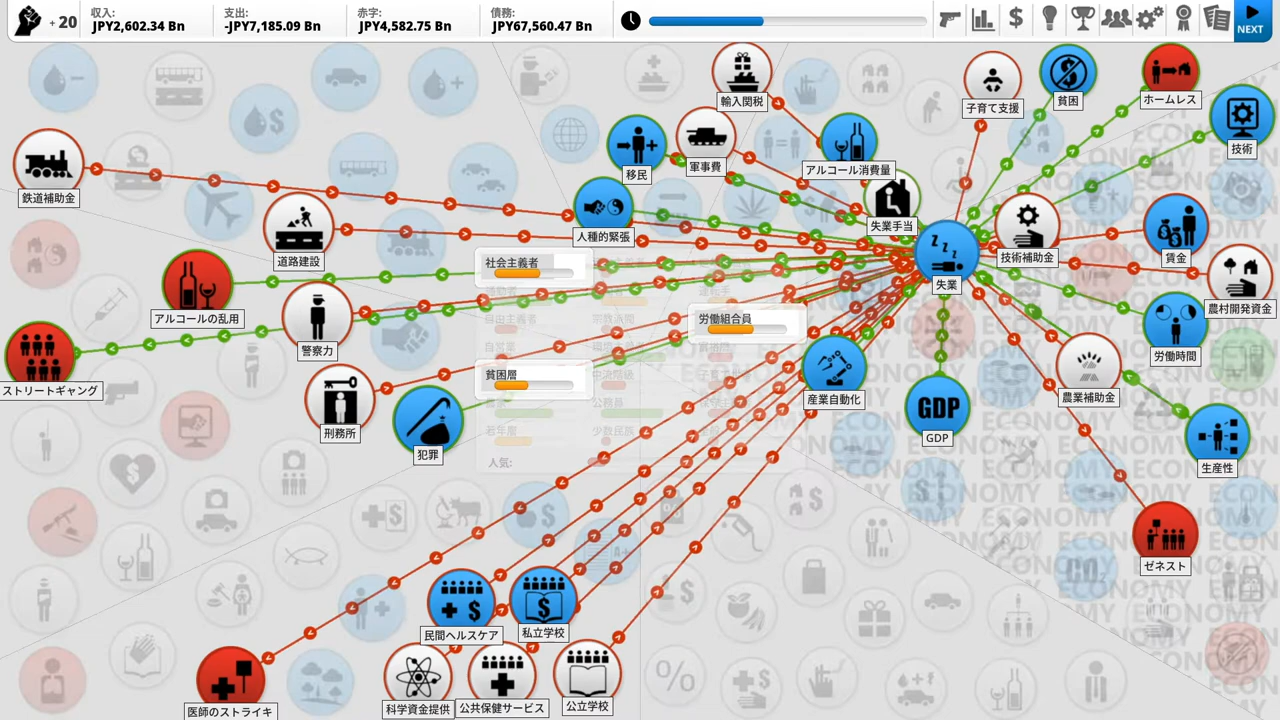 + 20
収入:
JPY2,602.34 Bn
支出:
-JPY7,185.09 Bn
赤字:
JPY4,582.75 Bn
債務:
JPY67,560.47 Bn
NEXT
輸入関税
子育て支援
貧困
ホームレス
技術
移民
軍事費
アルコール消費量
鉄道補助金
人種的緊張
失業手当
道路建設
技術補助金
賃金
失業
社会主義者
アルコールの乱用
農村開発資金
労働組合員
警察力
労働時間
ストリートギャング
貧困層
産業自動化
農業補助金
刑務所
犯罪
GDP
生産性
人気:
ゼネスト
民間ヘルスケア
私立学校
医師のストライキ
科学資金提供
公共保健サービス
公立学校
ECONOMY